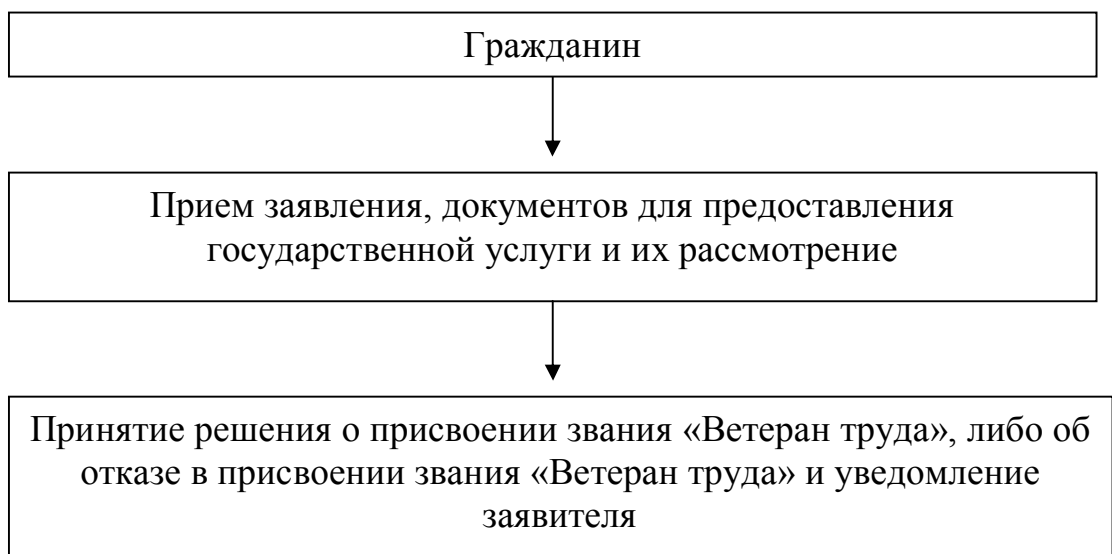 Гражданин
Прием заявления, документов для предоставления
государственной услуги и их рассмотрение
Принятие решения о присвоении звания «Ветеран труда», либо об
отказе в присвоении звания «Ветеран труда» и уведомление
заявителя